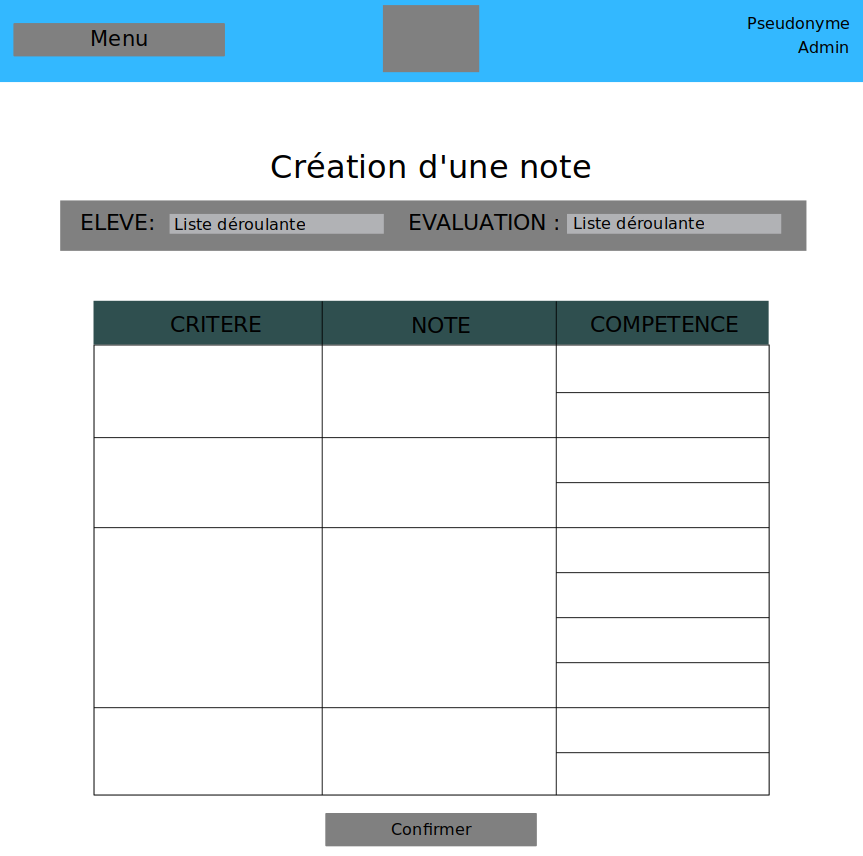 Menu
Pseudonyme
Admin
Création d'une note
ELEVE: Liste déroulante EVALUATION : Liste déroulante
CRITERE NOTE COMPETENCE
Confirmer